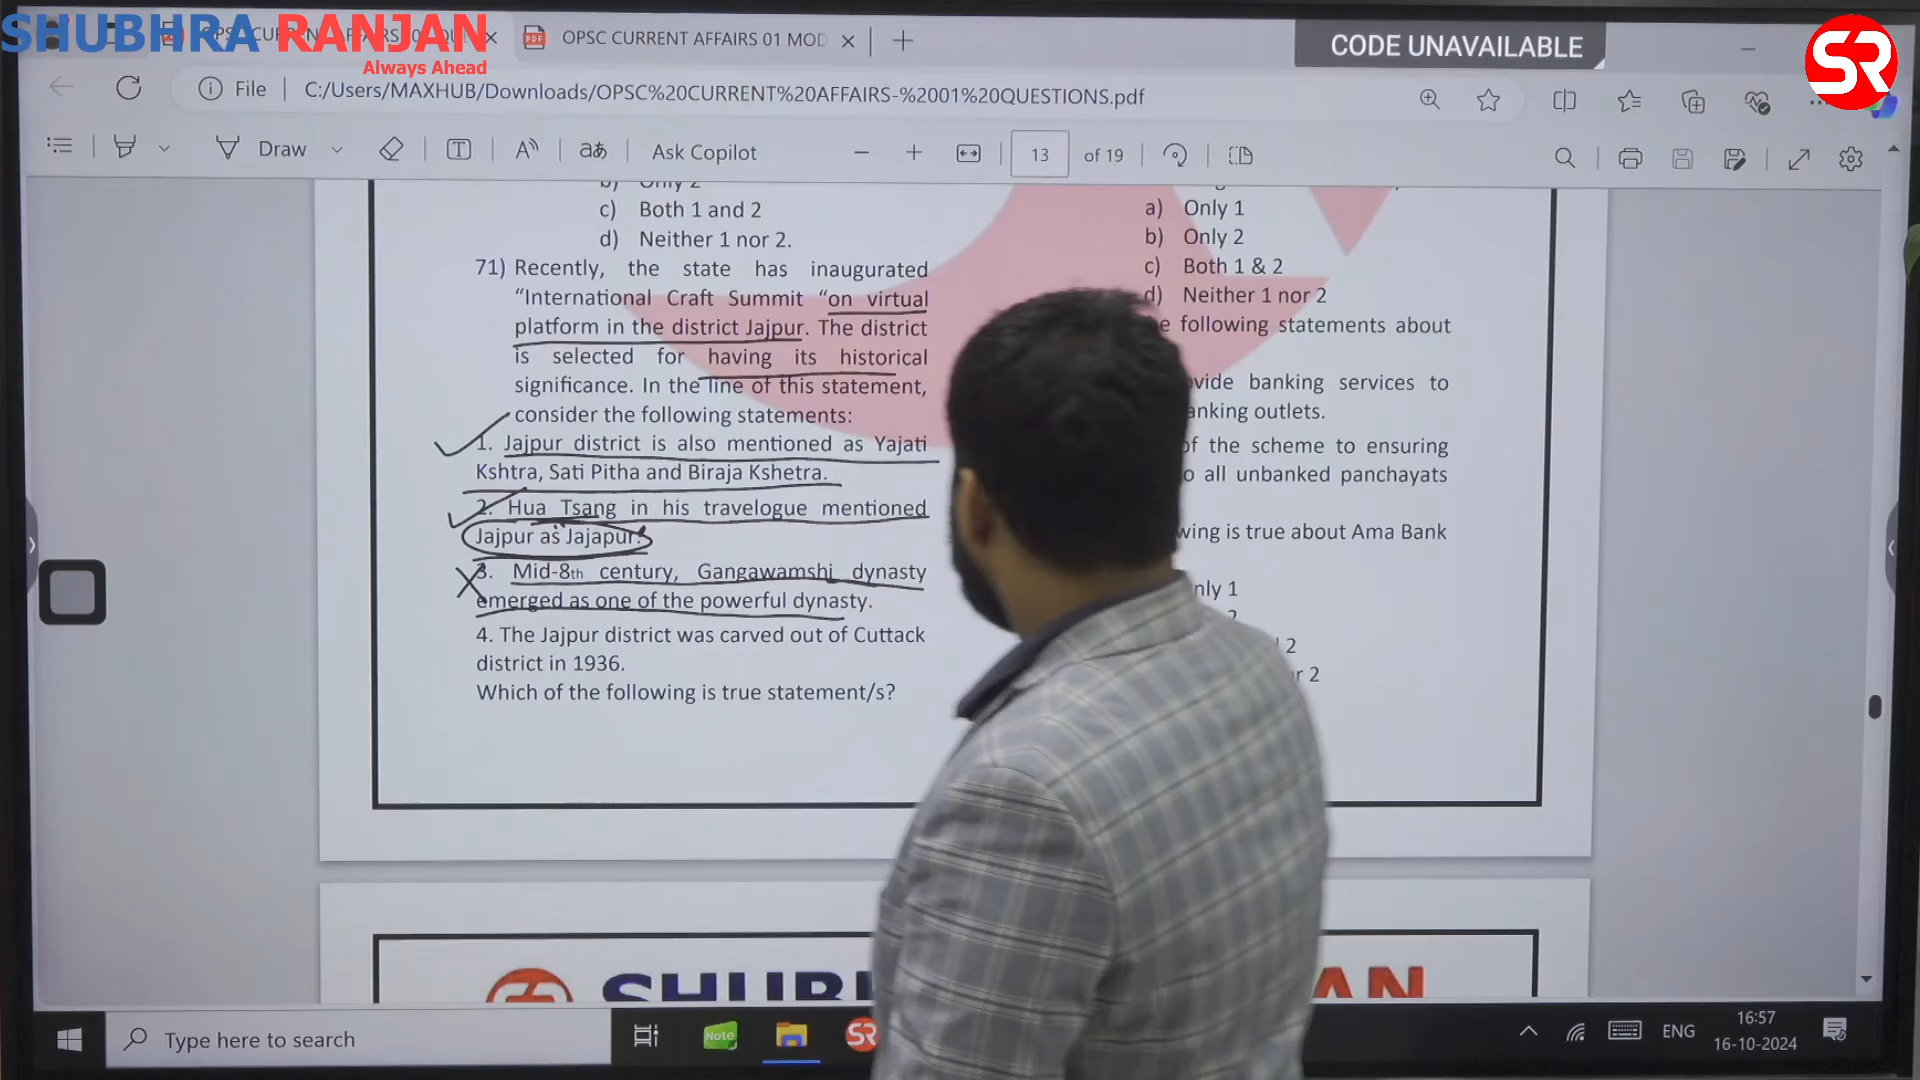 SHUBHRA RANJAN
Always Ahead
OPSC CURRENT AFFAIRS 01 MOD
CODE UNAVAILABLE
SR
File
C:/Users/MAXHUB/Downloads/OPSC%20CURRENT%20AFFAIRS-%2001%20QUESTIONS.pdf
Draw
Ask Copilot
13 of 19
b) Only 2
c) Both 1 and 2
d) Neither 1 nor 2.
71) Recently, the state has inaugurated
“International Craft Summit “on virtual
platform in the district Jajpur. The district
is selected for having its historical
significance. In the line of this statement,
consider the following statements:
1. Jajpur district is also mentioned as Yajati
Kshtra, Sati Pitha and Biraja Kshetra.
2. Hua Tsang in his travelogue mentioned
Jajpur as Jajapur.
3. Mid-8th century, Gangawamshi dynasty
emerged as one of the powerful dynasty.
4. The Jajpur district was carved out of Cuttack
district in 1936.
Which of the following is true statement/s?
a) Only 1
b) Only 2
c) Both 1 & 2
d) Neither 1 nor 2
following statements about
banking services to
outlets.
of the scheme to ensuring
all unbanked panchayats
is true about Ama Bank
1
2
2
2
Type here to search
Note
SR
ENG
16:57
16-10-2024